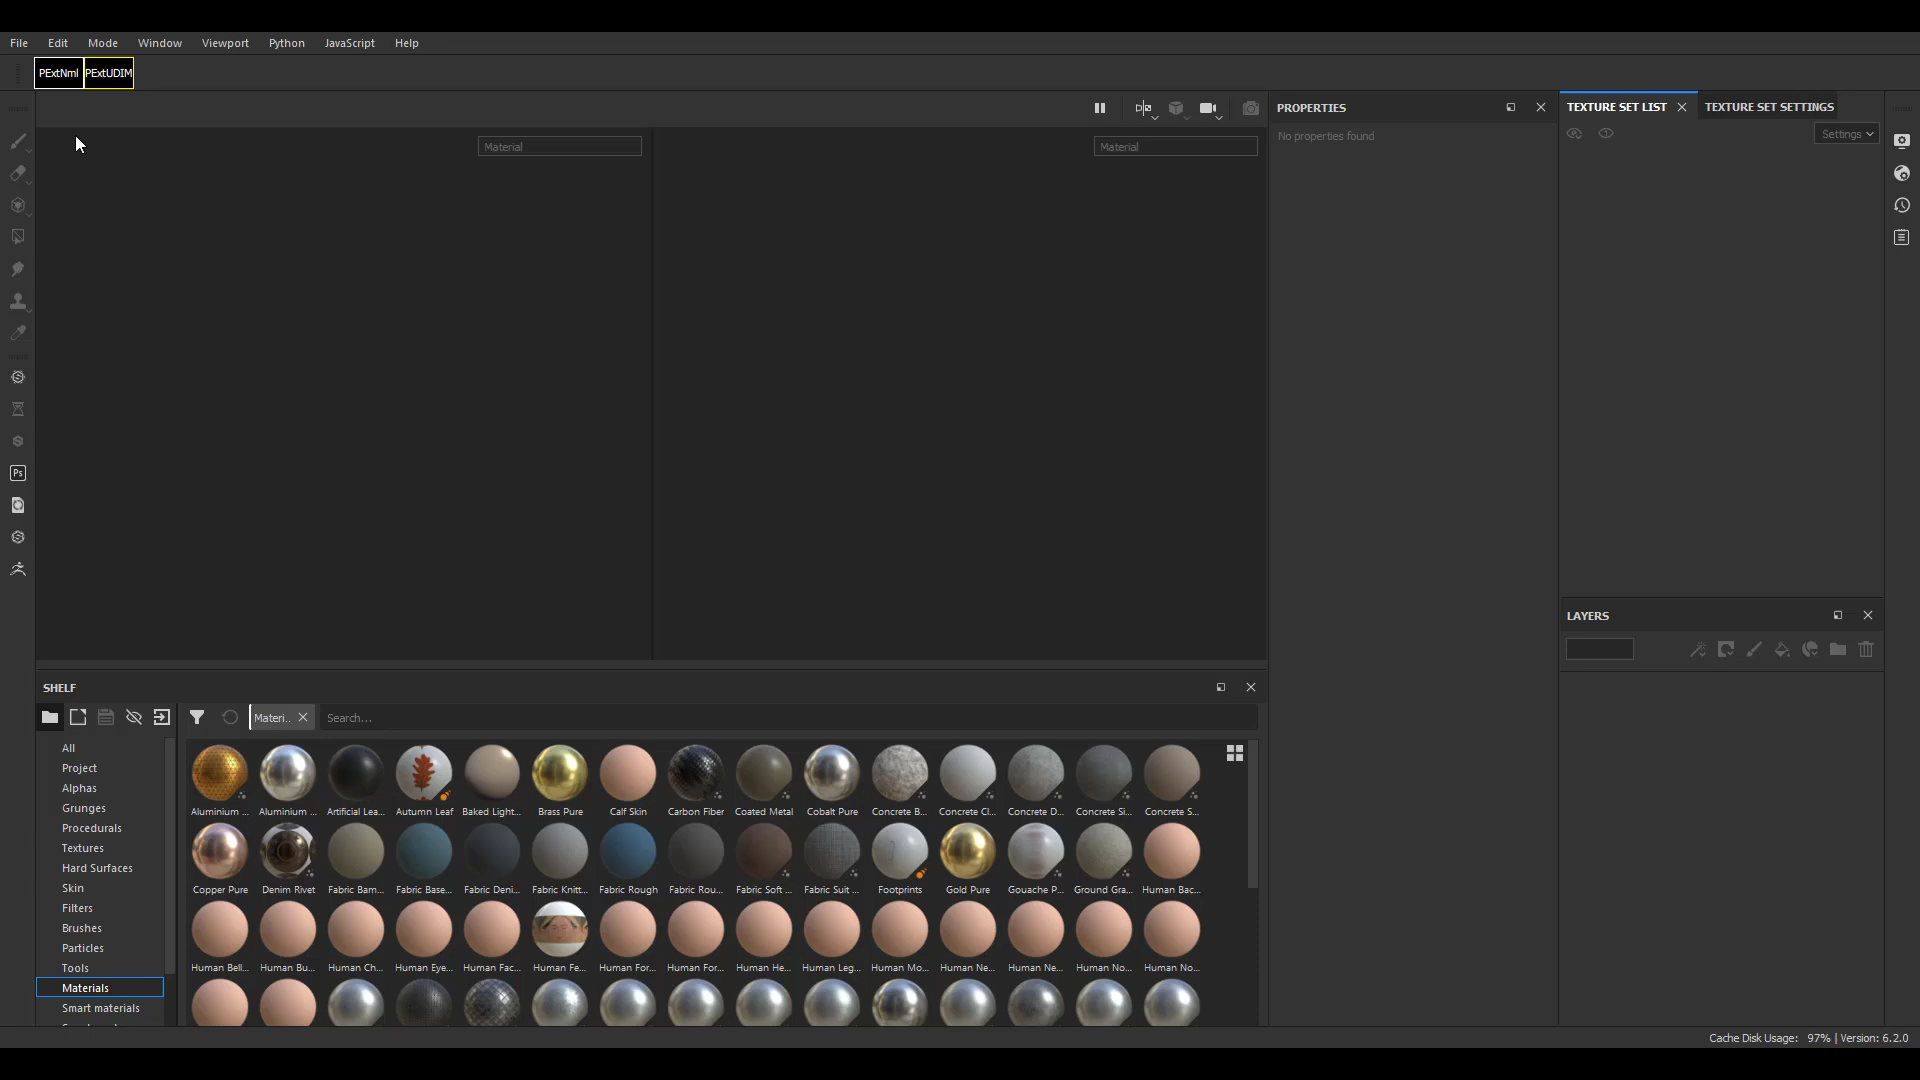 File Edit Mode Window Viewport Python JavaScript Help
PExtNml PExtUDIM
Material
Material
PROPERTIES
No properties found
TEXTURE SET LIST TEXTURE SET SETTINGS
Settings
Ps
LAYERS
SHELF
Materi.. Search...
All
Project
Alphas
Grunges
Procedurals
Textures
Hard Surfaces
Skin
Filters
Brushes
Particles
Tools
Materials
Smart materials
Aluminium ... Aluminium ... Artificial Lea... Autumn Leaf Baked Light... Brass Pure Calf Skin Carbon Fiber Coated Metal Cobalt Pure Concrete B... Concrete Cl... Concrete D... Concrete Si... Concrete S...
Copper Pure Denim Rivet Fabric Bam... Fabric Base... Fabric Deni... Fabric Knitt... Fabric Rough Fabric Rou... Fabric Soft ... Fabric Suit ... Footprints Gold Pure Gouache P... Ground Gra... Human Bac...
Human Bell... Human Bu... Human Ch... Human Eye... Human Fac... Human Fe... Human For... Human For... Human He... Human Leg... Human Mo... Human Ne... Human Ne... Human No... Human No...
Cache Disk Usage: 97% | Version: 6.2.0